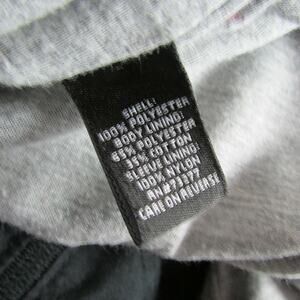 SHELL:
100% POLYESTER
BODY LINING:
65% POLYESTER
35% COTTON
SLEEVE LINING:
100% NYLON
RN#73277
CARE ON REVERSE